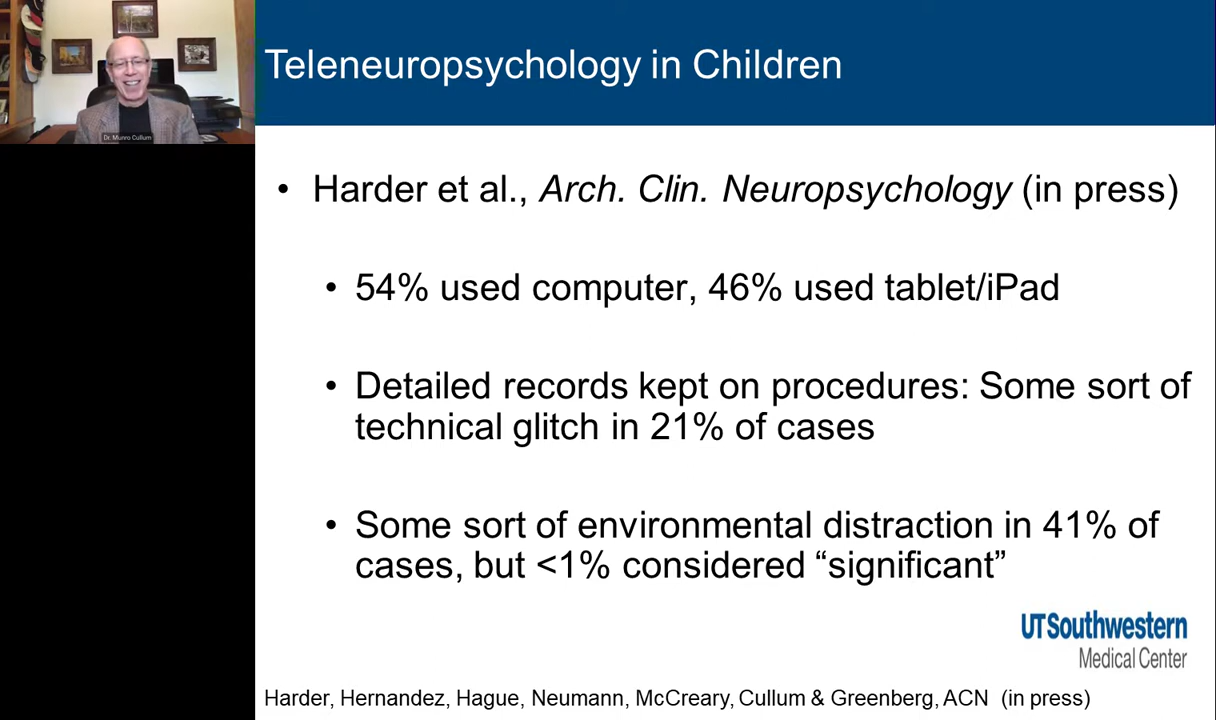 Dr. Munro Cullum
Teleneuropsychology in Children
• Harder et al., Arch. Clin. Neuropsychology (in press)
• 54% used computer, 46% used tablet/iPad
• Detailed records kept on procedures: Some sort of
technical glitch in 21% of cases
• Some sort of environmental distraction in 41% of
cases, but <1% considered “significant”
UTSouthwestern
Medical Center
Harder, Hernandez, Hague, Neumann, McCreary, Cullum & Greenberg, ACN (in press)